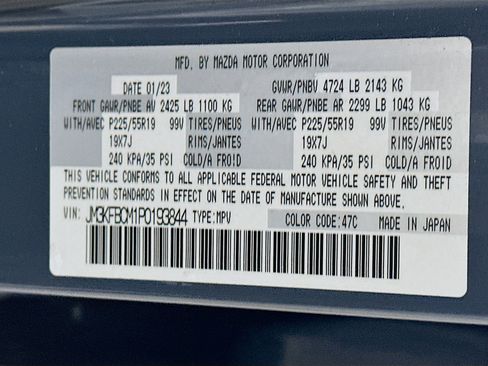 MFD. BY MAZDA MOTOR CORPORATION
DATE 01/23 GVWR/PNBV 4724 LB 2143 KG
FRONT GAWR/PNBE AV 2425 LB 1100 KG REAR GAWR/PNBE AR 2299 LB 1043 KG
WITH/AVEC P225/55R19 99V TIRES/PNEUS WITH/AVEC P225/55R19 99V TIRES/PNEUS
19X7J RIMS/JANTES 19X7J RIMS/JANTES
240 KPA/35 PSI COLD/A FROID 240 KPA/35 PSI COLD/A FROID
THIS VEHICLE CONFORMS TO ALL APPLICABLE FEDERAL MOTOR VEHICLE SAFETY AND THEFT
PREVENTION STANDARDS IN EFFECT ON THE DATE OF MANUFACTURE SHOWN ABOVE.
VIN: JM3KFBCM1P0193844 TYPE:MPV COLOR CODE:47C MADE IN JAPAN